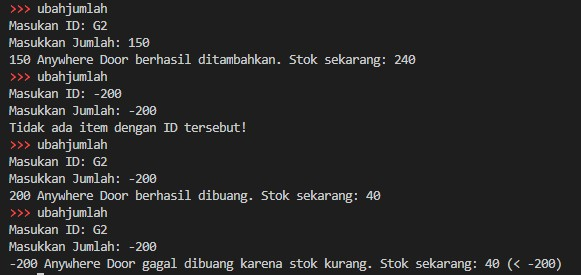 >>> ubahjumlah
Masukan ID: G2
Masukkan Jumlah: 150
150 Anywhere Door berhasil ditambahkan. Stok sekarang: 240
>>> ubahjumlah
Masukan ID: -200
Masukkan Jumlah: -200
Tidak ada item dengan ID tersebut!
>>> ubahjumlah
Masukan ID: G2
Masukkan Jumlah: -200
200 Anywhere Door berhasil dibuang. Stok sekarang: 40
>>> ubahjumlah
Masukan ID: G2
Masukkan Jumlah: -200
-200 Anywhere Door gagal dibuang karena stok kurang. Stok sekarang: 40 (< -200)